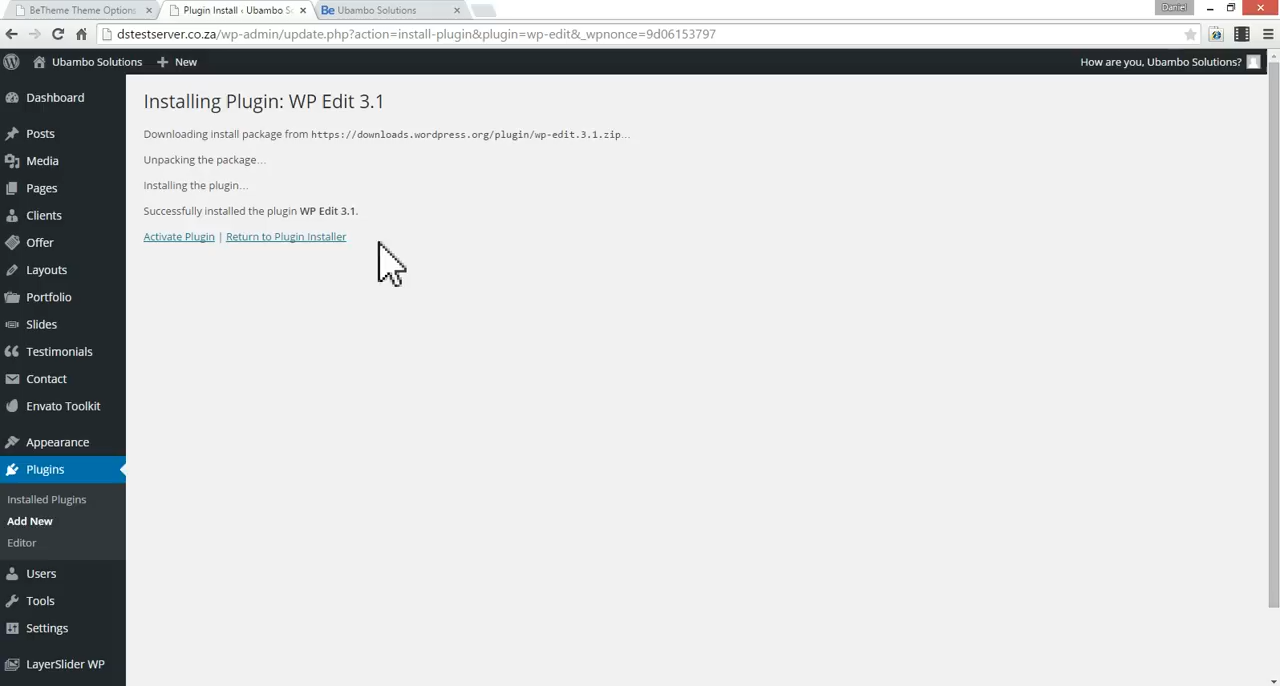 BeTheme Theme Options
Plugin Install ‹ Ubambo So
Be Ubambo Solutions
Daniel
dstestserver.co.za/wp-admin/update.php?action=install-plugin&plugin=wp-edit&_wpnonce=9d06153797
Ubambo Solutions
New
How are you, Ubambo Solutions?
Dashboard
Posts
Media
Pages
Clients
Offer
Layouts
Portfolio
Slides
Testimonials
Contact
Envato Toolkit
Appearance
Plugins
Installed Plugins
Add New
Editor
Users
Tools
Settings
LayerSlider WP
Installing Plugin: WP Edit 3.1
Downloading install package from https://downloads.wordpress.org/plugin/wp-edit.3.1.zip…
Unpacking the package…
Installing the plugin…
Successfully installed the plugin WP Edit 3.1.
Activate Plugin | Return to Plugin Installer